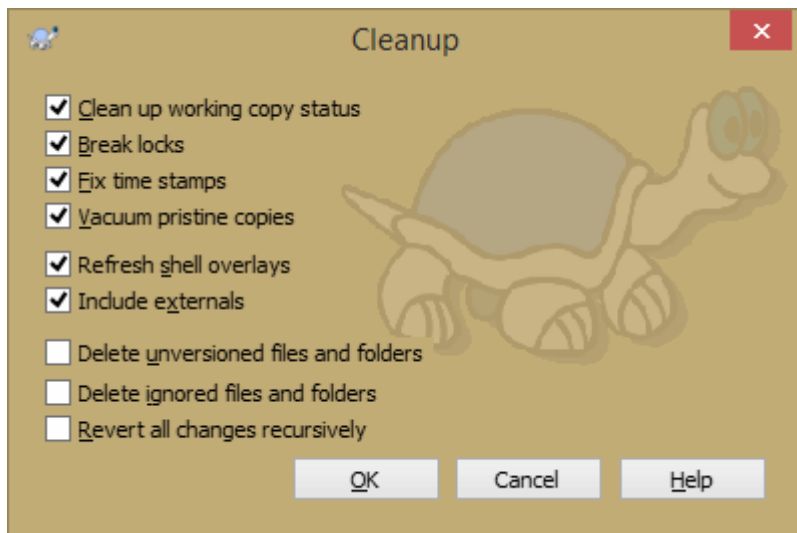 Cleanup
Clean up working copy status
Break locks
Fix time stamps
Vacuum pristine copies
Refresh shell overlays
Include externals
Delete unversioned files and folders
Delete ignored files and folders
Revert all changes recursively
OK Cancel Help